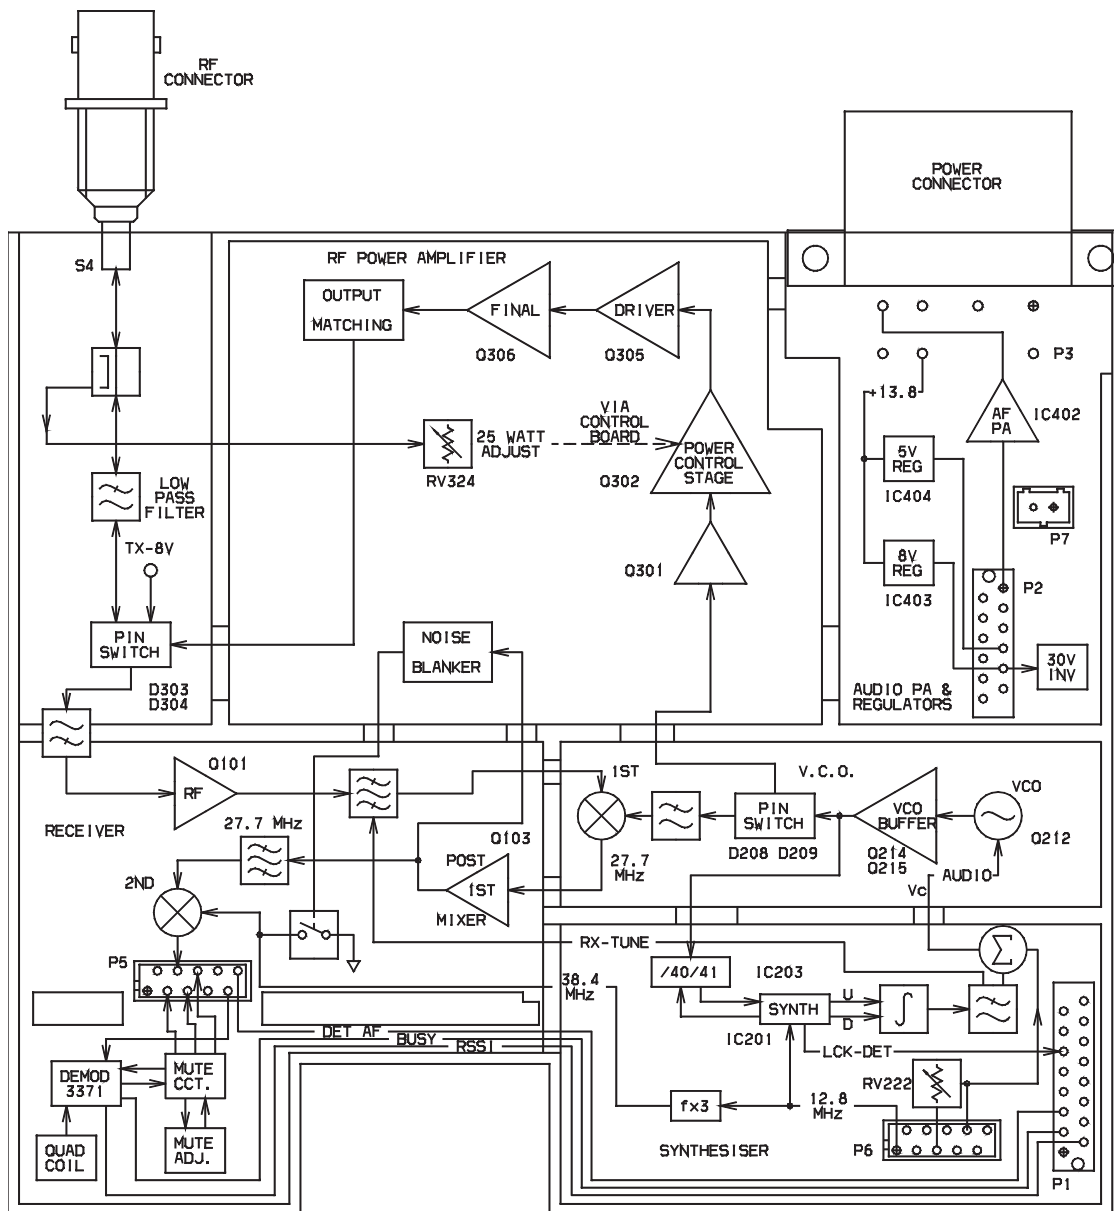 RF
CONNECTOR
POWER
CONNECTOR
S4
RF POWER AMPLIFIER
OUTPUT
MATCHING
FINAL
DRIVER
Q306
Q305
P3
+13.8
AF
PA
IC402
VIA
CONTROL
BOARD
25 WATT
ADJUST
RV324
POWER
CONTROL
STAGE
Q302
5V
REG
IC404
LOW
PASS
FILTER
TX-8V
P7
Q301
8V
REG
IC403
P2
PIN
SWITCH
NOISE
BLANKER
30V
INV
D303
D304
AUDIO PA &
REGULATORS
Q101
RF
1ST
V.C.O.
VCO
PIN
SWITCH
VCO
BUFFER
RECEIVER
27.7 MHz
Q103
D208 D209
Q214
Q215
Q212
POST
1ST
MIXER
27.7
MHz
AUDIO
Vc
2ND
RX-TUNE
Σ
P5
/40/41
IC203
38.4
MHz
SYNTH
U
D
∫
DET AF
BUSY
RSSI
IC201
LCK-DET
DEMOD
3371
MUTE
CCT.
RV222
fx3
12.8
MHz
QUAD
COIL
MUTE
ADJ.
SYNTHESISER
P6
P1